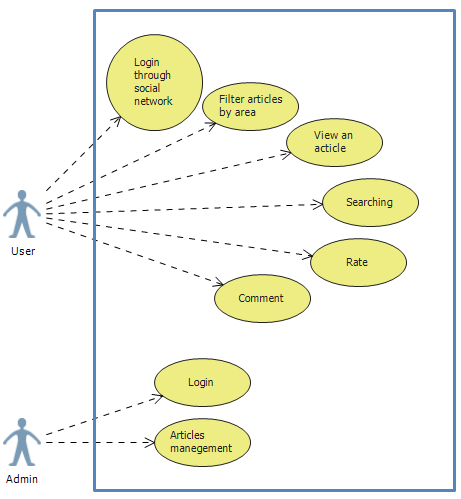 Login
through
social
network
Filter articles
by area
View an
acticle
Searching
Rate
Comment
User
Login
Articles
manegement
Admin